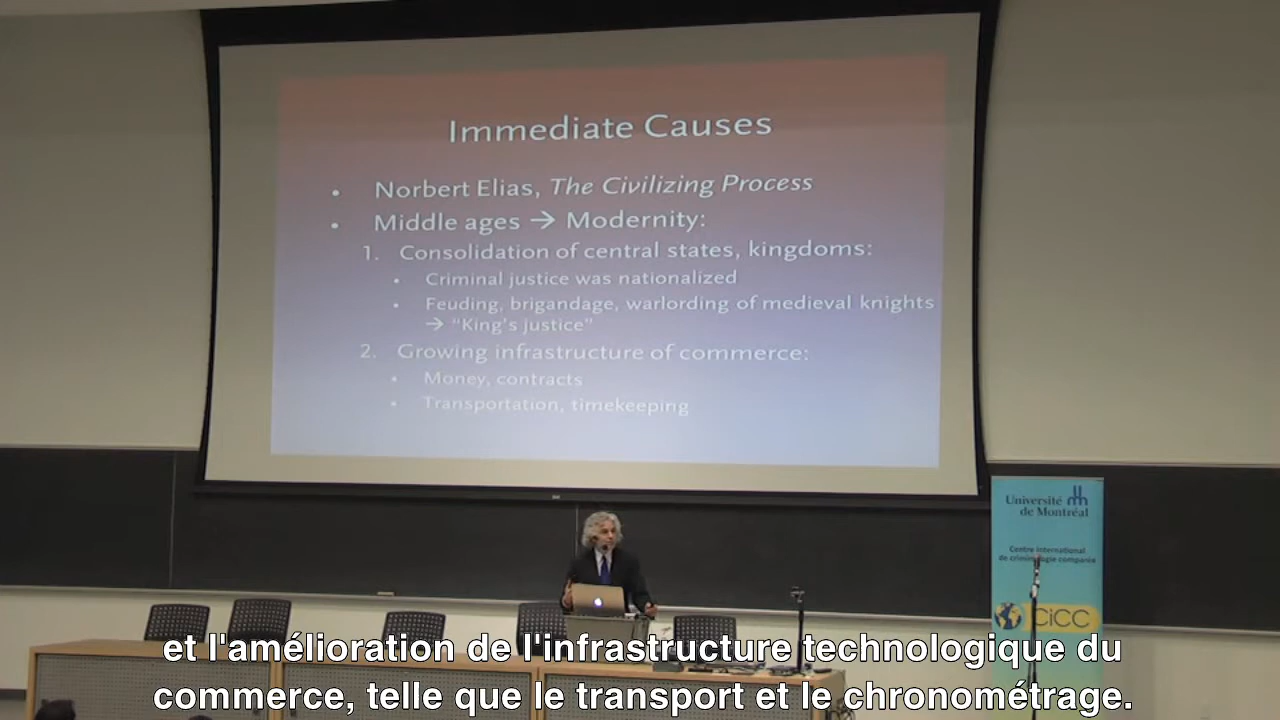 Immediate Causes
• Norbert Elias, The Civilizing Process
• Middle ages → Modernity:
1. Consolidation of central states, kingdoms:
• Criminal justice was nationalized
• Feuding, brigandage, warlording of medieval knights
→ "King's justice"
2. Growing infrastructure of commerce:
• Money, contracts
• Transportation, timekeeping
Université
de Montréal
Centre international
de criminologie comparée
CiCC
et l'amélioration de l'infrastructure technologique du
commerce, telle que le transport et le chronométrage.